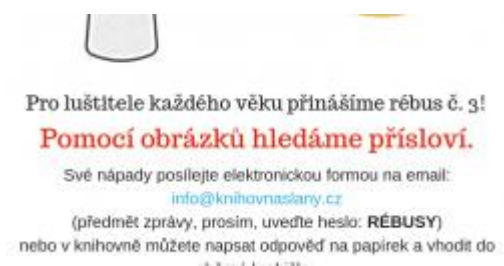 Pro luštitele každého věku přinášíme rébus č. 3!
Pomocí obrázků hledáme přísloví.
Své nápady posílejte elektronickou formou na email:
info@knihovnaslany.cz
(předmět zprávy, prosím, uveďte heslo: RÉBUSY)
nebo v knihovně můžete napsat odpověď na papírek a vhodit do